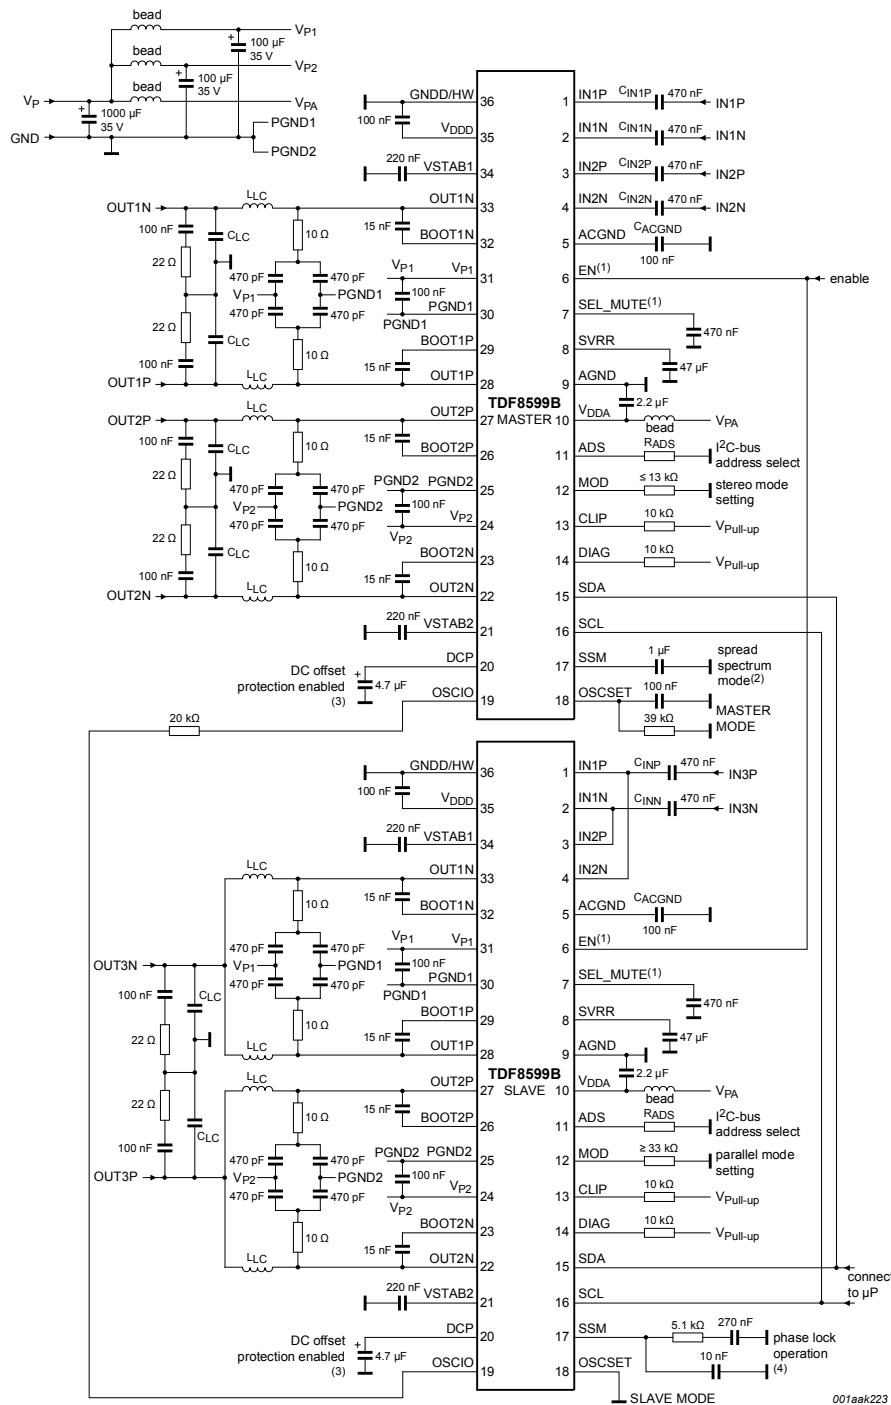 bead
VP1
100 µF
35 V
bead
VP2
100 µF
35 V
bead
VP
VPA
1000 µF
35 V
GND
PGND1
PGND2
GNDD/HW 36
100 nF
VDDD 35
220 nF
VSTAB1 34
OUT1N
LLC
OUT1N 33
100 nF
CLC
10 Ω
15 nF
BOOT1N 32
22 Ω
470 pF 470 pF
VP1
VP1 31
VP1
PGND1
100 nF
470 pF 470 pF
PGND1
PGND1 30
22 Ω
CLC
10 Ω
BOOT1P 29
15 nF
100 nF
OUT1P
LLC
OUT1P 28
OUT2P
LLC
OUT2P 27
100 nF
CLC
10 Ω
15 nF
BOOT2P 26
22 Ω
470 pF 470 pF
PGND2
PGND2 25
VP2
PGND2
100 nF
470 pF 470 pF
VP2
VP2 24
22 Ω
CLC
10 Ω
BOOT2N 23
15 nF
100 nF
OUT2N
LLC
OUT2N 22
220 nF
VSTAB2 21
DC offset
protection enabled
(3)
4.7 µF
DCP 20
OSCIO 19
20 kΩ
TDF8599B
MASTER
1 IN1P CIN1P 470 nF IN1P
2 IN1N CIN1N 470 nF IN1N
3 IN2P CIN2P 470 nF IN2P
4 IN2N CIN2N 470 nF IN2N
5 ACGND CACGND
100 nF
6 EN(1) enable
7 SEL_MUTE(1)
470 nF
8 SVRR
47 µF
9 AGND
2.2 µF
10 VDDA
bead
VPA
11 ADS RADS I2C-bus
address select
12 MOD ≤ 13 kΩ stereo mode
setting
13 CLIP 10 kΩ VPull-up
14 DIAG 10 kΩ VPull-up
15 SDA
16 SCL
17 SSM 1 µF spread
spectrum
mode(2)
18 OSCSET 100 nF
39 kΩ
MASTER
MODE
GNDD/HW 36
100 nF
VDDD 35
220 nF
VSTAB1 34
LLC
OUT1N 33
10 Ω
15 nF
BOOT1N 32
470 pF 470 pF
VP1
VP1 31
OUT3N
VP1
PGND1
100 nF
470 pF 470 pF
PGND1
PGND1 30
100 nF
CLC
10 Ω
BOOT1P 29
15 nF
22 Ω
LLC
OUT1P 28
LLC
OUT2P 27
22 Ω
CLC
10 Ω
15 nF
BOOT2P 26
100 nF
470 pF 470 pF
PGND2
PGND2 25
OUT3P
VP2
PGND2
100 nF
470 pF 470 pF
VP2
VP2 24
10 Ω
BOOT2N 23
15 nF
LLC
OUT2N 22
220 nF
VSTAB2 21
DC offset
protection enabled
(3)
4.7 µF
DCP 20
OSCIO 19
TDF8599B
SLAVE
1 IN1P CINP 470 nF IN3P
2 IN1N CINN 470 nF IN3N
3 IN2P
4 IN2N
5 ACGND CACGND
100 nF
6 EN(1)
7 SEL_MUTE(1)
470 nF
8 SVRR
47 µF
9 AGND
2.2 µF
10 VDDA
bead
VPA
11 ADS RADS I2C-bus
address select
12 MOD ≥ 33 kΩ parallel mode
setting
13 CLIP 10 kΩ VPull-up
14 DIAG 10 kΩ VPull-up
15 SDA
connect
to µP
16 SCL
17 SSM 5.1 kΩ 270 nF
10 nF
phase lock
operation
(4)
18 OSCSET
SLAVE MODE
001aak223